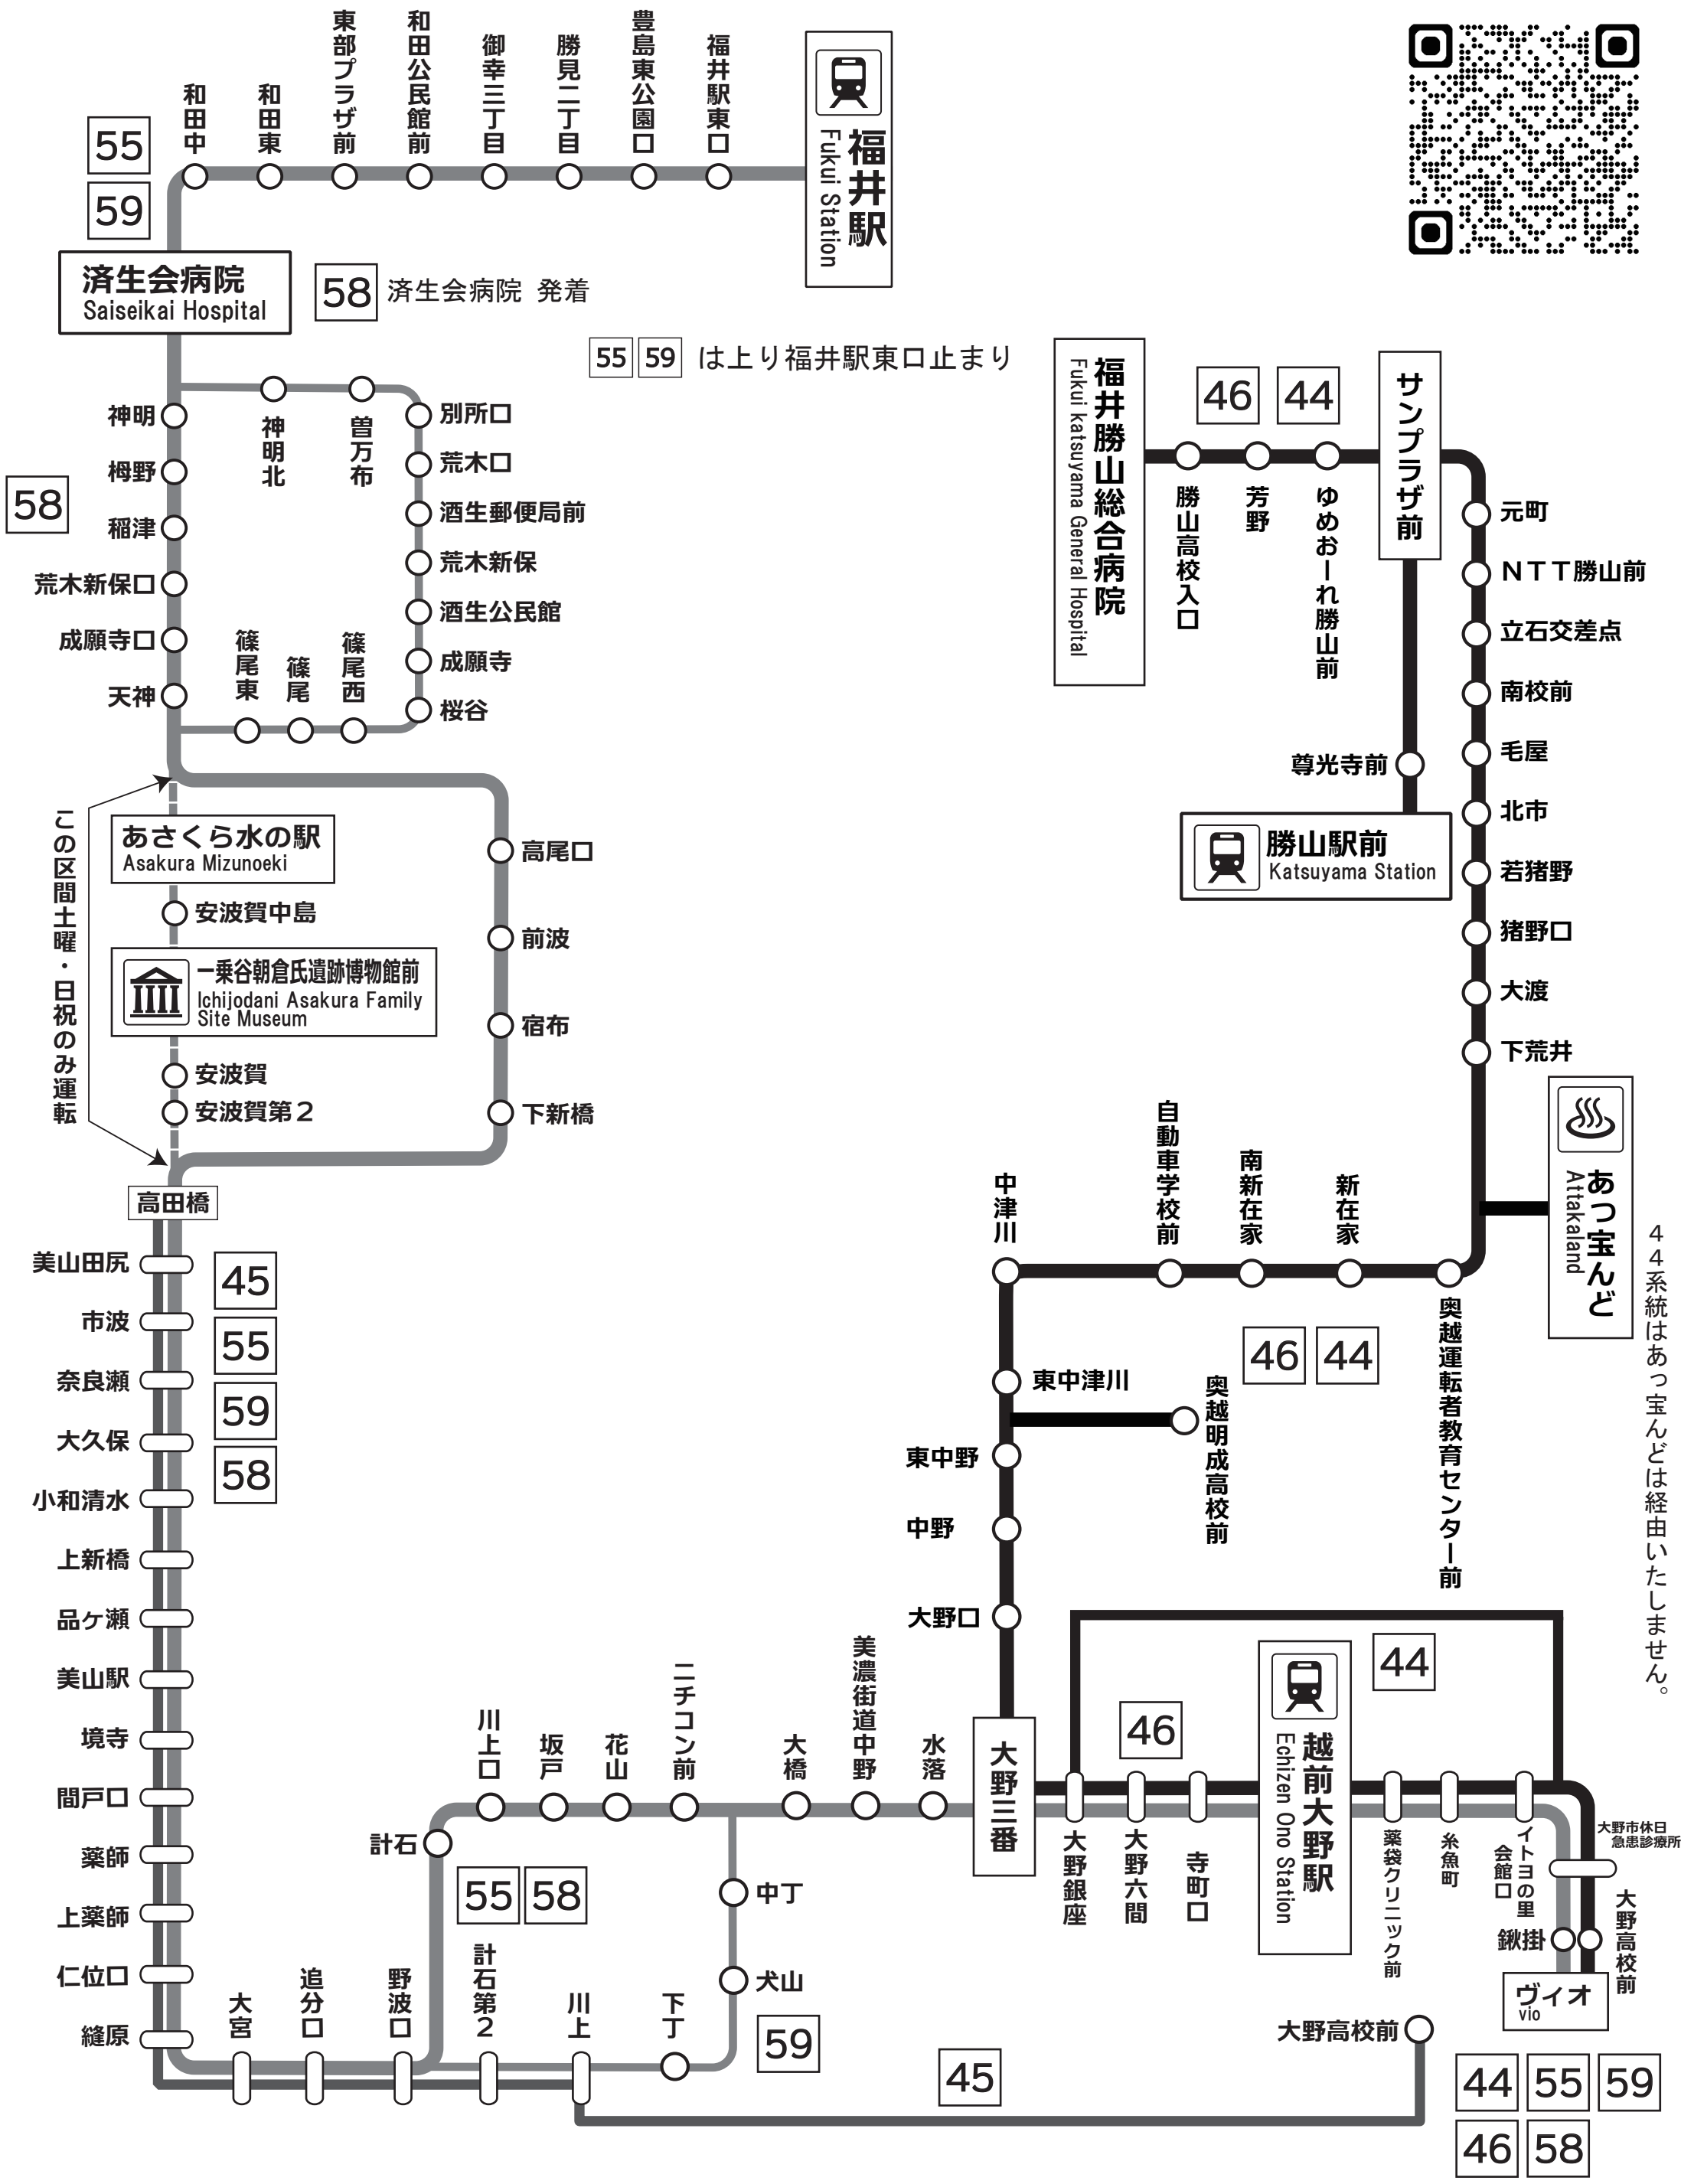 和田中
和田東
東部プラザ前
和田公民館前
御幸三丁目
勝見二丁目
豊島東公園口
福井駅東口
福井駅
Fukui Station
55
59
済生会病院
Saiseikai Hospital
58 済生会病院 発着
55 59 は上り福井駅東口止まり
神明
栂野
稲津
荒木新保口
成願寺口
天神
58
神明北
曽万布
別所口
荒木口
酒生郵便局前
荒木新保
酒生公民館
成願寺
桜谷
篠尾東
篠尾
篠尾西
この区間土曜・日祝のみ運転
あさくら水の駅
Asakura Mizunoeki
安波賀中島
一乗谷朝倉氏遺跡博物館前
Ichijodani Asakura Family
Site Museum
安波賀
安波賀第2
高尾口
前波
宿布
下新橋
高田橋
美山田尻
市波
奈良瀬
大久保
小和清水
上新橋
品ケ瀬
美山駅
境寺
間戸口
薬師
上薬師
仁位口
縫原
45
55
59
58
大宮
追分口
野波口
計石第2
川上
下丁
犬山
中丁
59
計石
55 58
川上口
坂戸
花山
ニチコン前
大橋
美濃街道中野
水落
大野三番
福井勝山総合病院
Fukui katsuyama General Hospital
46 44
勝山高校入口
芳野
ゆめおーれ勝山前
サンプラザ前
尊光寺前
勝山駅前
Katsuyama Station
元町
NTT勝山前
立石交差点
南校前
毛屋
北市
若猪野
猪野口
大渡
下荒井
あっ宝んど
Attakaland
44系統はあっ宝んどは経由いたしません。
奥越運転者教育センター前
新在家
南新在家
自動車学校前
中津川
46 44
東中津川
奥越明成高校前
東中野
中野
大野口
44
46
大野銀座
大野六間
寺町口
越前大野駅
Echizen Ono Station
薬袋クリニック前
糸魚町
イトヨの里
会館口
大野市休日
急患診療所
大野高校前
鍬掛
ヴィオ
vio
大野高校前
45
44 55 59
46 58